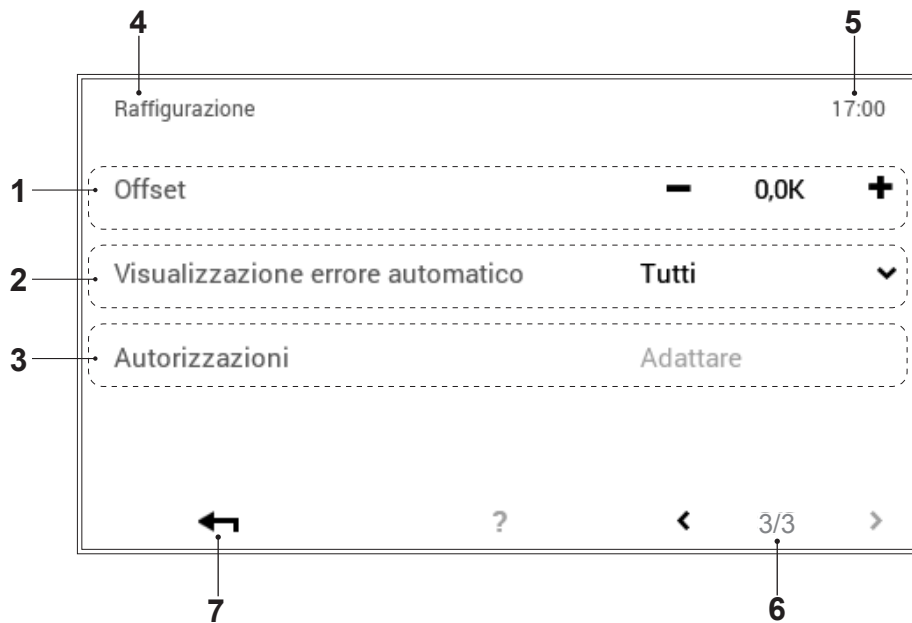 4 5
Raffigurazione 17:00
1 Offset − 0,0K +
2 Visualizzazione errore automatico Tutti
3 Autorizzazioni Adattare
? < 3/3 >
7 6